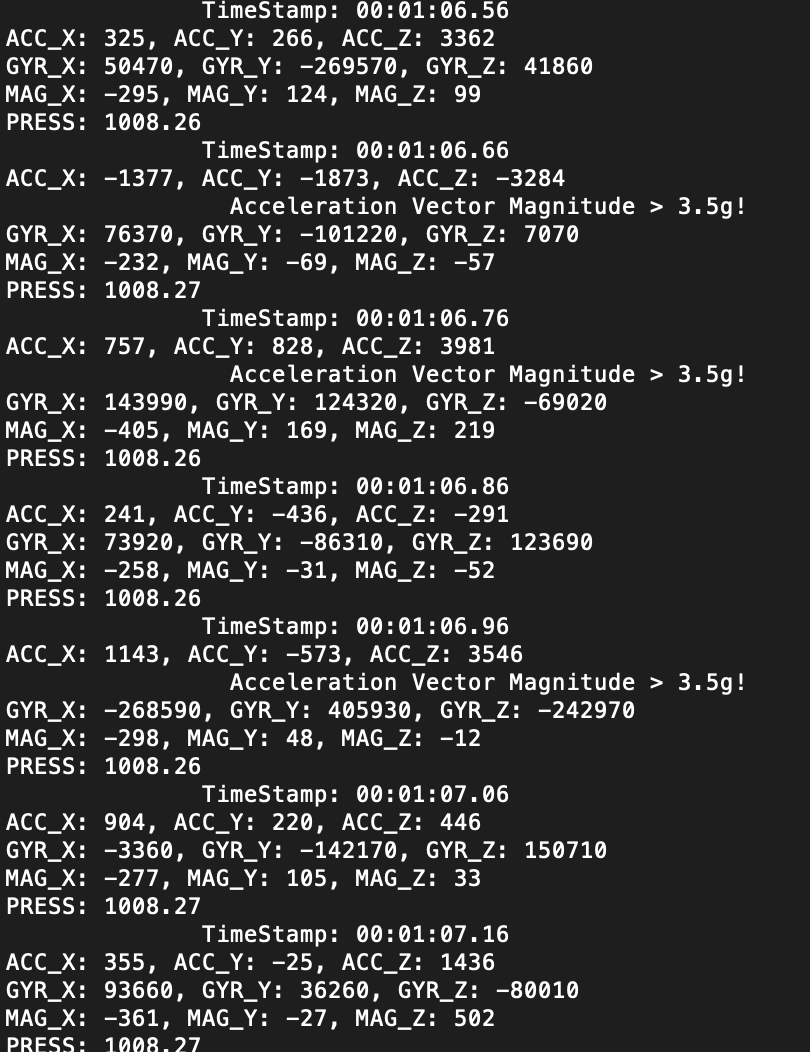 TimeStamp: 00:01:06.56
ACC_X: 325, ACC_Y: 266, ACC_Z: 3362
GYR_X: 50470, GYR_Y: -269570, GYR_Z: 41860
MAG_X: -295, MAG_Y: 124, MAG_Z: 99
PRESS: 1008.26
TimeStamp: 00:01:06.66
ACC_X: -1377, ACC_Y: -1873, ACC_Z: -3284
Acceleration Vector Magnitude > 3.5g!
GYR_X: 76370, GYR_Y: -101220, GYR_Z: 7070
MAG_X: -232, MAG_Y: -69, MAG_Z: -57
PRESS: 1008.27
TimeStamp: 00:01:06.76
ACC_X: 757, ACC_Y: 828, ACC_Z: 3981
Acceleration Vector Magnitude > 3.5g!
GYR_X: 143990, GYR_Y: 124320, GYR_Z: -69020
MAG_X: -405, MAG_Y: 169, MAG_Z: 219
PRESS: 1008.26
TimeStamp: 00:01:06.86
ACC_X: 241, ACC_Y: -436, ACC_Z: -291
GYR_X: 73920, GYR_Y: -86310, GYR_Z: 123690
MAG_X: -258, MAG_Y: -31, MAG_Z: -52
PRESS: 1008.26
TimeStamp: 00:01:06.96
ACC_X: 1143, ACC_Y: -573, ACC_Z: 3546
Acceleration Vector Magnitude > 3.5g!
GYR_X: -268590, GYR_Y: 405930, GYR_Z: -242970
MAG_X: -298, MAG_Y: 48, MAG_Z: -12
PRESS: 1008.26
TimeStamp: 00:01:07.06
ACC_X: 904, ACC_Y: 220, ACC_Z: 446
GYR_X: -3360, GYR_Y: -142170, GYR_Z: 150710
MAG_X: -277, MAG_Y: 105, MAG_Z: 33
PRESS: 1008.27
TimeStamp: 00:01:07.16
ACC_X: 355, ACC_Y: -25, ACC_Z: 1436
GYR_X: 93660, GYR_Y: 36260, GYR_Z: -80010
MAG_X: -361, MAG_Y: -27, MAG_Z: 502
PRESS: 1008.27